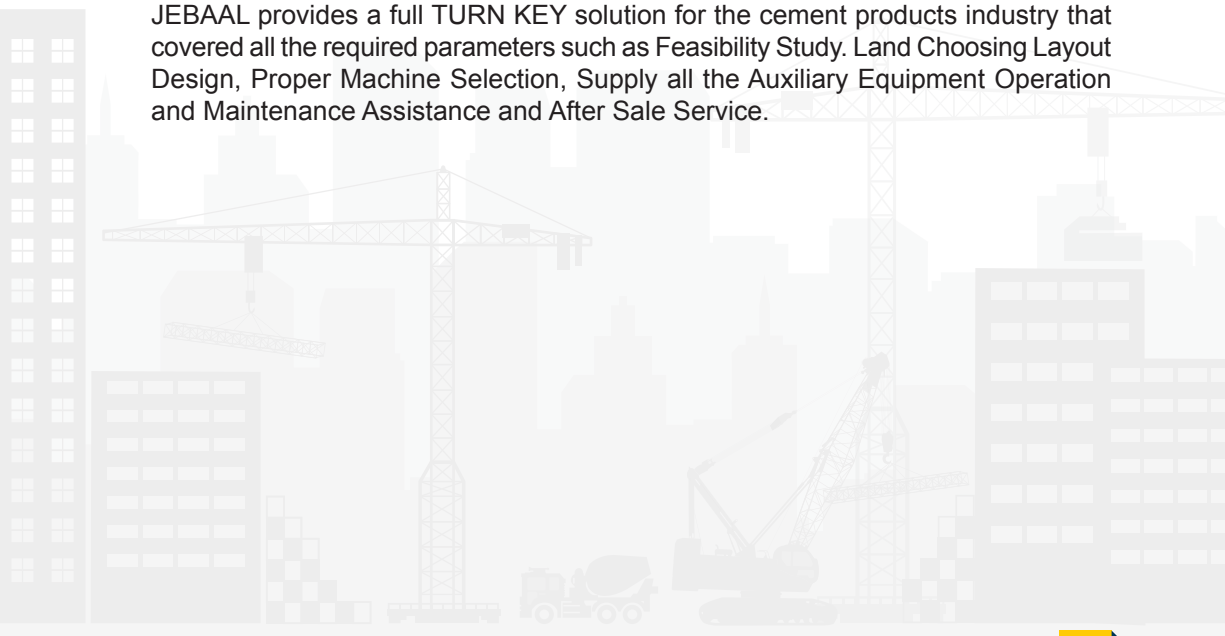 JEBAAL provides a full TURN KEY solution for the cement products industry that
covered all the required parameters such as Feasibility Study. Land Choosing Layout
Design, Proper Machine Selection, Supply all the Auxiliary Equipment Operation
and Maintenance Assistance and After Sale Service.